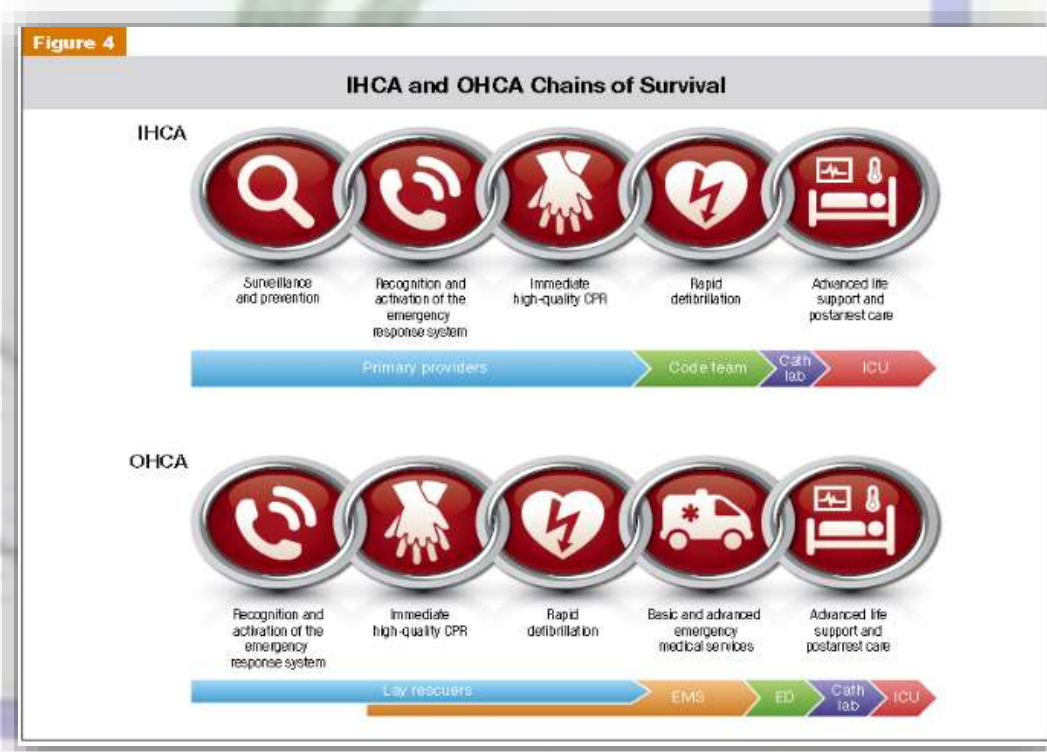 Figure 4
IHCA and OHCA Chains of Survival
IHCA
Surveillance
and prevention
Recognition and
activation of the
emergency
response system
Immediate
high-quality CPR
Rapid
defibrillation
Advanced life
support and
postarrest care
Primary providers
Code team
Cath
lab
ICU
OHCA
Recognition and
activation of the
emergency
response system
Immediate
high-quality CPR
Rapid
defibrillation
Basic and advanced
emergency
medical services
Advanced life
support and
postarrest care
Lay rescuers
EMS
ED
Cath
lab
ICU